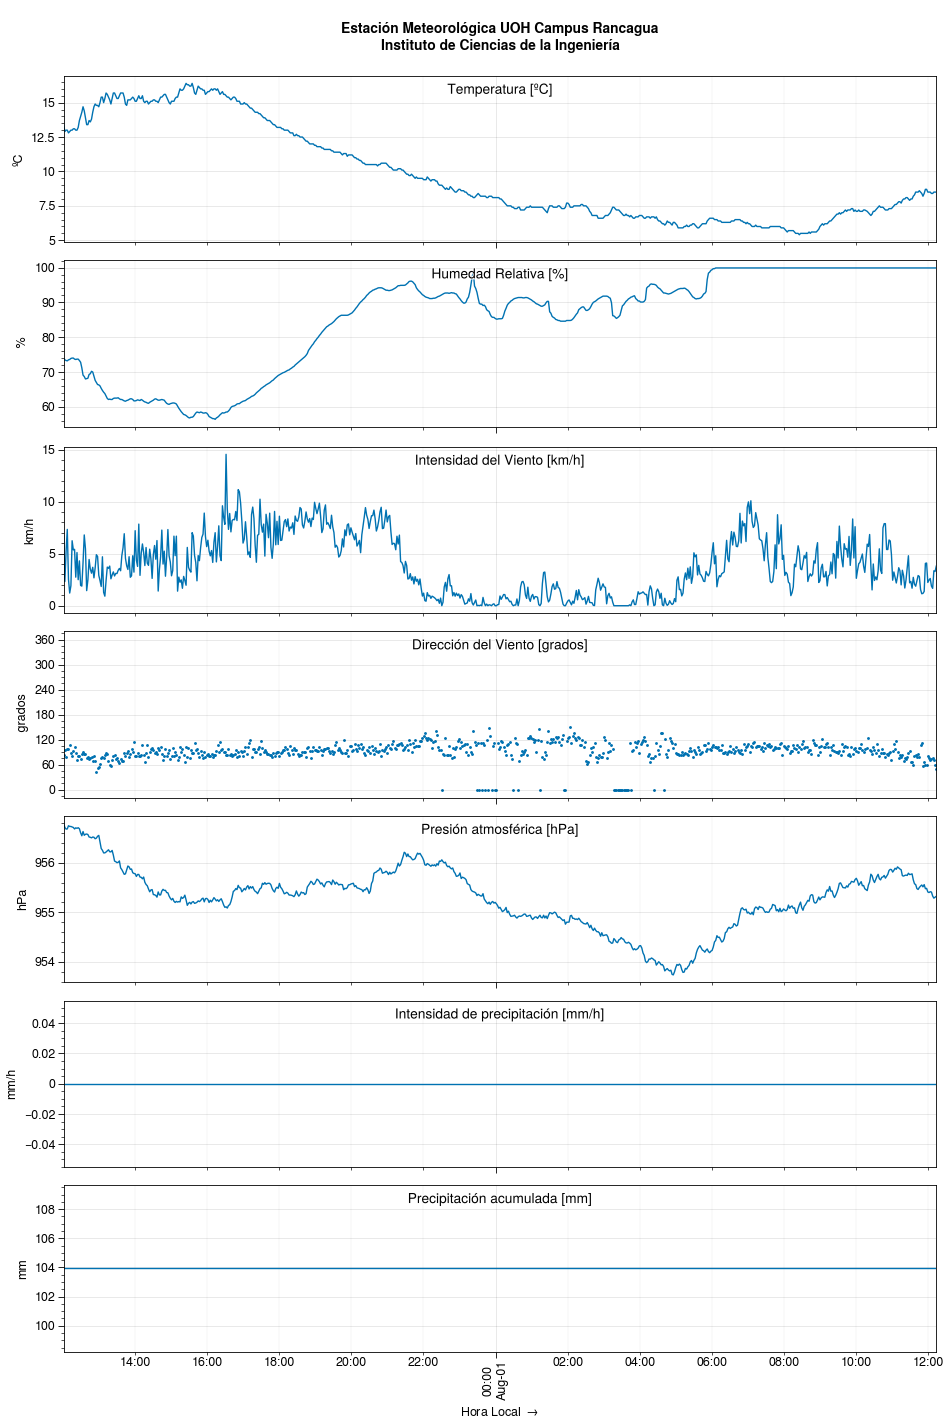 Estación Meteorológica UOH Campus Rancagua
Instituto de Ciencias de la Ingeniería
Temperatura [ºC]
ºC
15
12.5
10
7.5
5
Humedad Relativa [%]
%
100
90
80
70
60
Intensidad del Viento [km/h]
km/h
15
10
5
0
Dirección del Viento [grados]
grados
360
300
240
180
120
60
0
Presión atmosférica [hPa]
hPa
956
955
954
Intensidad de precipitación [mm/h]
mm/h
0.04
0.02
0
−0.02
−0.04
Precipitación acumulada [mm]
mm
108
106
104
102
100
14:00 16:00 18:00 20:00 22:00 00:00 02:00 04:00 06:00 08:00 10:00 12:00
Aug-01
Hora Local →